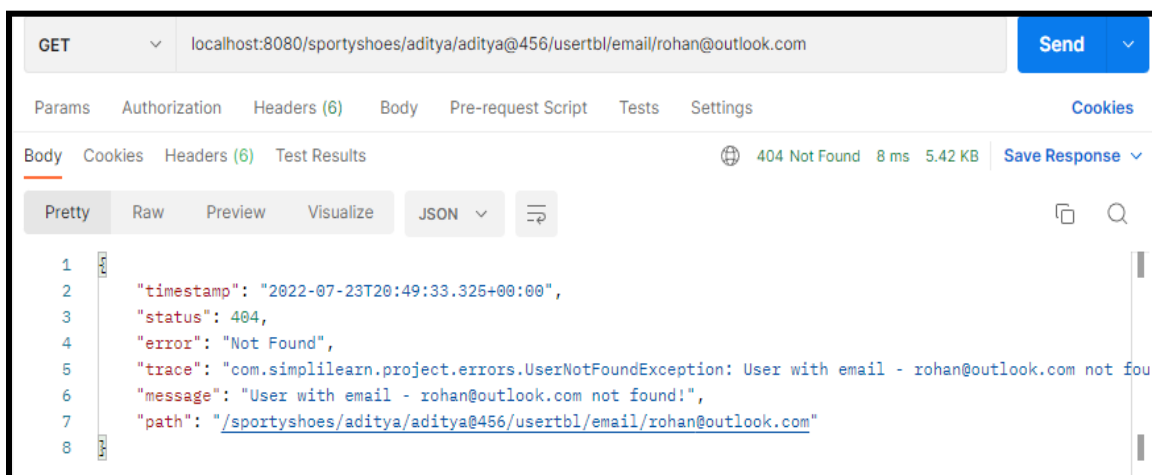 GET localhost:8080/sportyshoes/aditya/aditya@456/usertbl/email/rohan@outlook.com Send
Params Authorization Headers (6) Body Pre-request Script Tests Settings Cookies
Body Cookies Headers (6) Test Results 404 Not Found 8 ms 5.42 KB Save Response
Pretty Raw Preview Visualize JSON
1 {
2 "timestamp": "2022-07-23T20:49:33.325+00:00",
3 "status": 404,
4 "error": "Not Found",
5 "trace": "com.simplilearn.project.errors.UserNotFoundException: User with email - rohan@outlook.com not fou
6 "message": "User with email - rohan@outlook.com not found!",
7 "path": "/sportyshoes/aditya/aditya@456/usertbl/email/rohan@outlook.com"
8 }